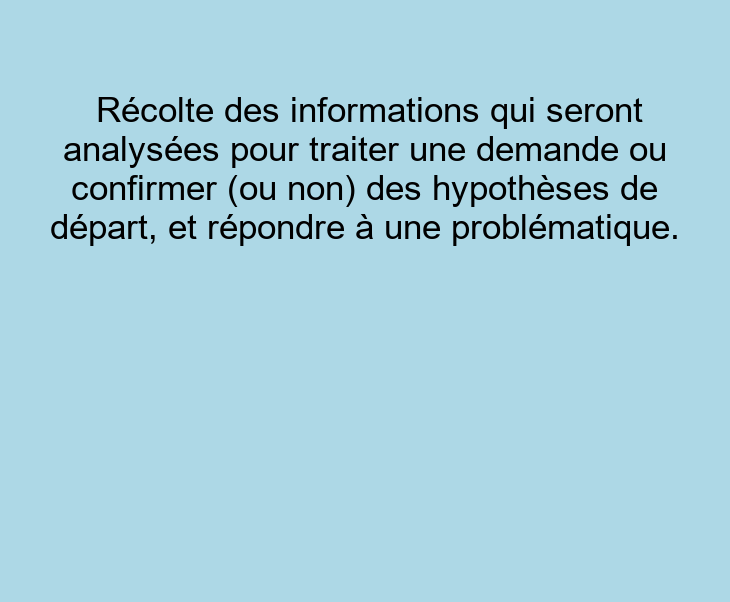 Récolte des informations qui seront
analysées pour traiter une demande ou
confirmer (ou non) des hypothèses de
départ, et répondre à une problématique.